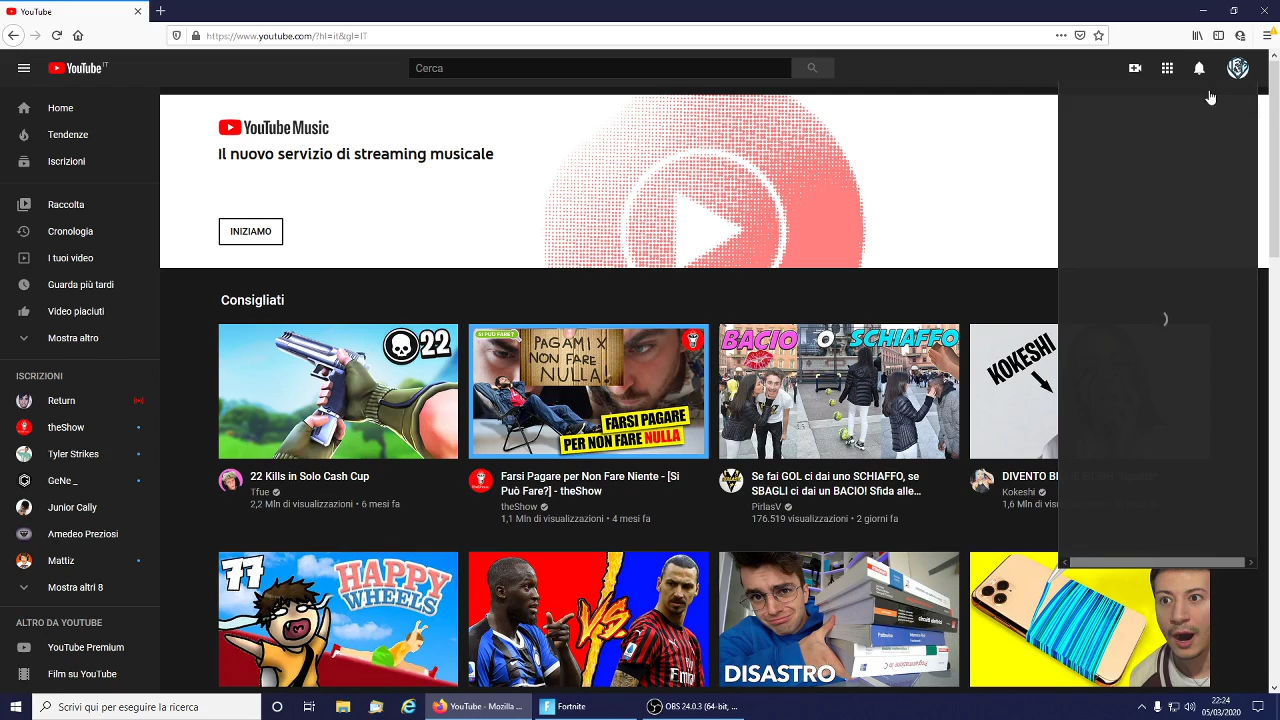 YouTube
https://www.youtube.com/?hl=it&gl=IT
YouTube IT
Cerca
Home
Tendenze
Iscrizioni
Raccolta
Cronologia
I tuoi video
Guarda più tardi
Video piaciuti
Mostra altro
ISCRIZIONI
Return
theShow
Tyler Strikes
GeNe _
Junior Cally
Amedeo Preziosi
Mattiz
Mostra altri 8
ALTRO DA YOUTUBE
YouTube Premium
Film su YouTube
YouTube Music
Il nuovo servizio di streaming musicale
INIZIAMO
Consigliati
22
SI PUÒ FARE?
PAGAMI X
NON FARE
NULLA
FARSI PAGARE
PER NON FARE NULLA
BACIO O SCHIAFFO
KOKESHI
22 Kills in Solo Cash Cup
Tfue
2,2 Mln di visualizzazioni • 6 mesi fa
Farsi Pagare per Non Fare Niente - [Si
Può Fare?] - theShow
theShow
1,1 Mln di visualizzazioni • 4 mesi fa
Se fai GOL ci dai uno SCHIAFFO, se
SBAGLI ci dai un BACIO! Sfida alle...
PirlasV
176.519 visualizzazioni • 2 giorni fa
DIVENTO
Kokeshi
1,6 Mln di
77
HAPPY
WHEELS
VS
DISASTRO
Scrivi qui per eseguire la ricerca
YouTube - Mozilla ...
Fortnite
OBS 24.0.3 (64-bit, ...
22:24
05/03/2020